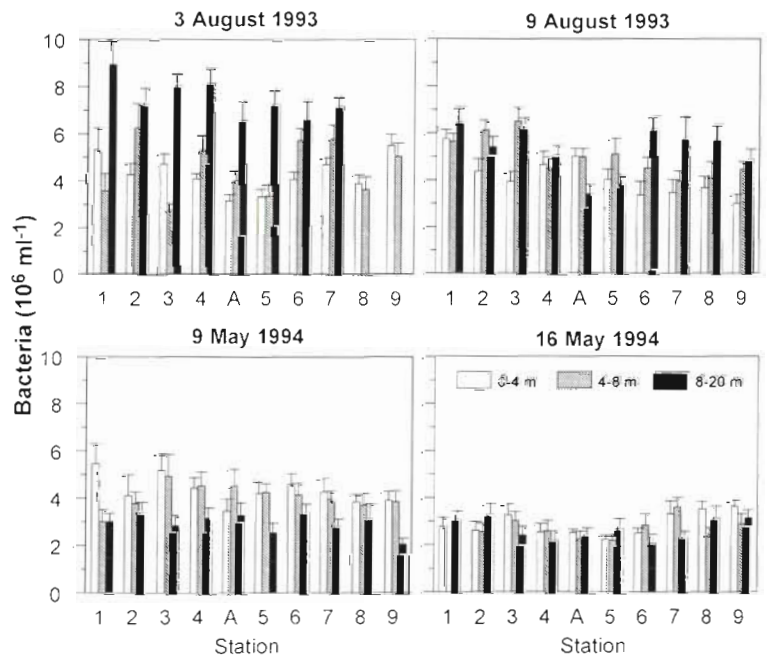 3 August 1993
9 August 1993
10
8
6
4
2
0
1 2 3 4 A 5 6 7 8 9
1 2 3 4 A 5 6 7 8 9
Bacteria (10⁶ ml⁻¹)
9 May 1994
16 May 1994
10
8
6
4
2
0
0-4 m 4-8 m 8-20 m
1 2 3 4 A 5 6 7 8 9
1 2 3 4 A 5 6 7 8 9
Station
Station